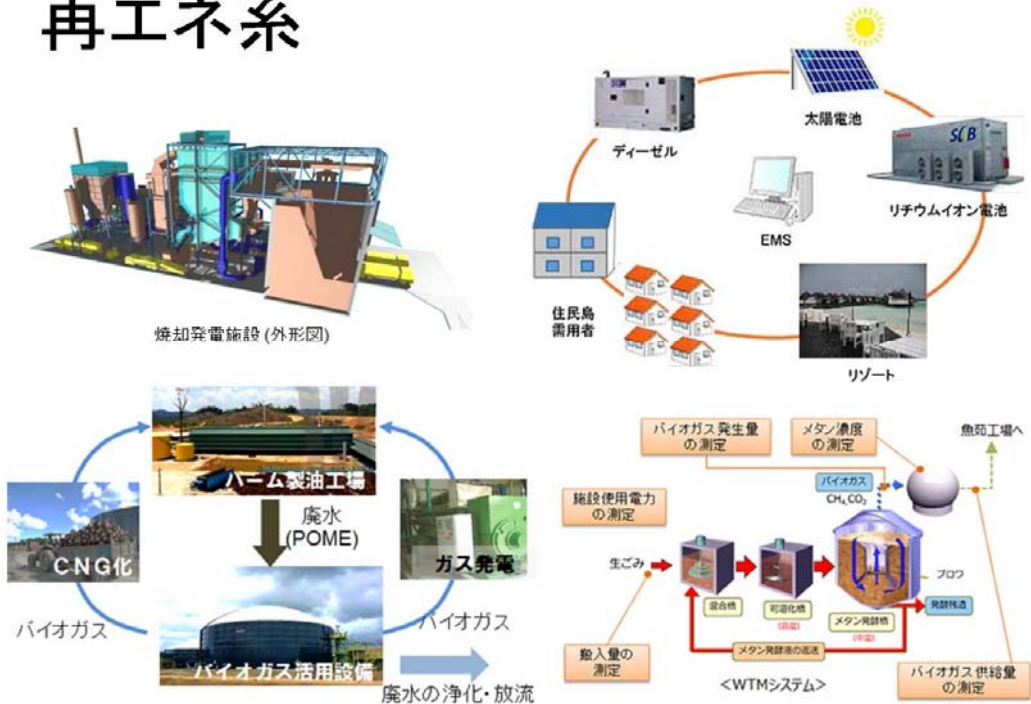 再エネ糸
焼却発電施設 (外形図)
太陽電池
ディーゼル
SCiB
リチウムイオン電池
EMS
住民島
需用者
リゾート
パーム製油工場
廃水
(POME)
CNG化
ガス発電
バイオガス
バイオガス
バイオガス活用設備
廃水の浄化・放流
バイオガス発生量
の測定
メタン濃度
の測定
魚茹工場へ
バイオガス
CH₄,CO₂
施設使用電力
の測定
生ごみ
ブロワ
混合槽
可溶化槽
(高温)
メタン発酵槽
(中温)
発酵残渣
メタン発酵液の返送
搬入量の
測定
<WTMシステム>
バイオガス供給量
の測定